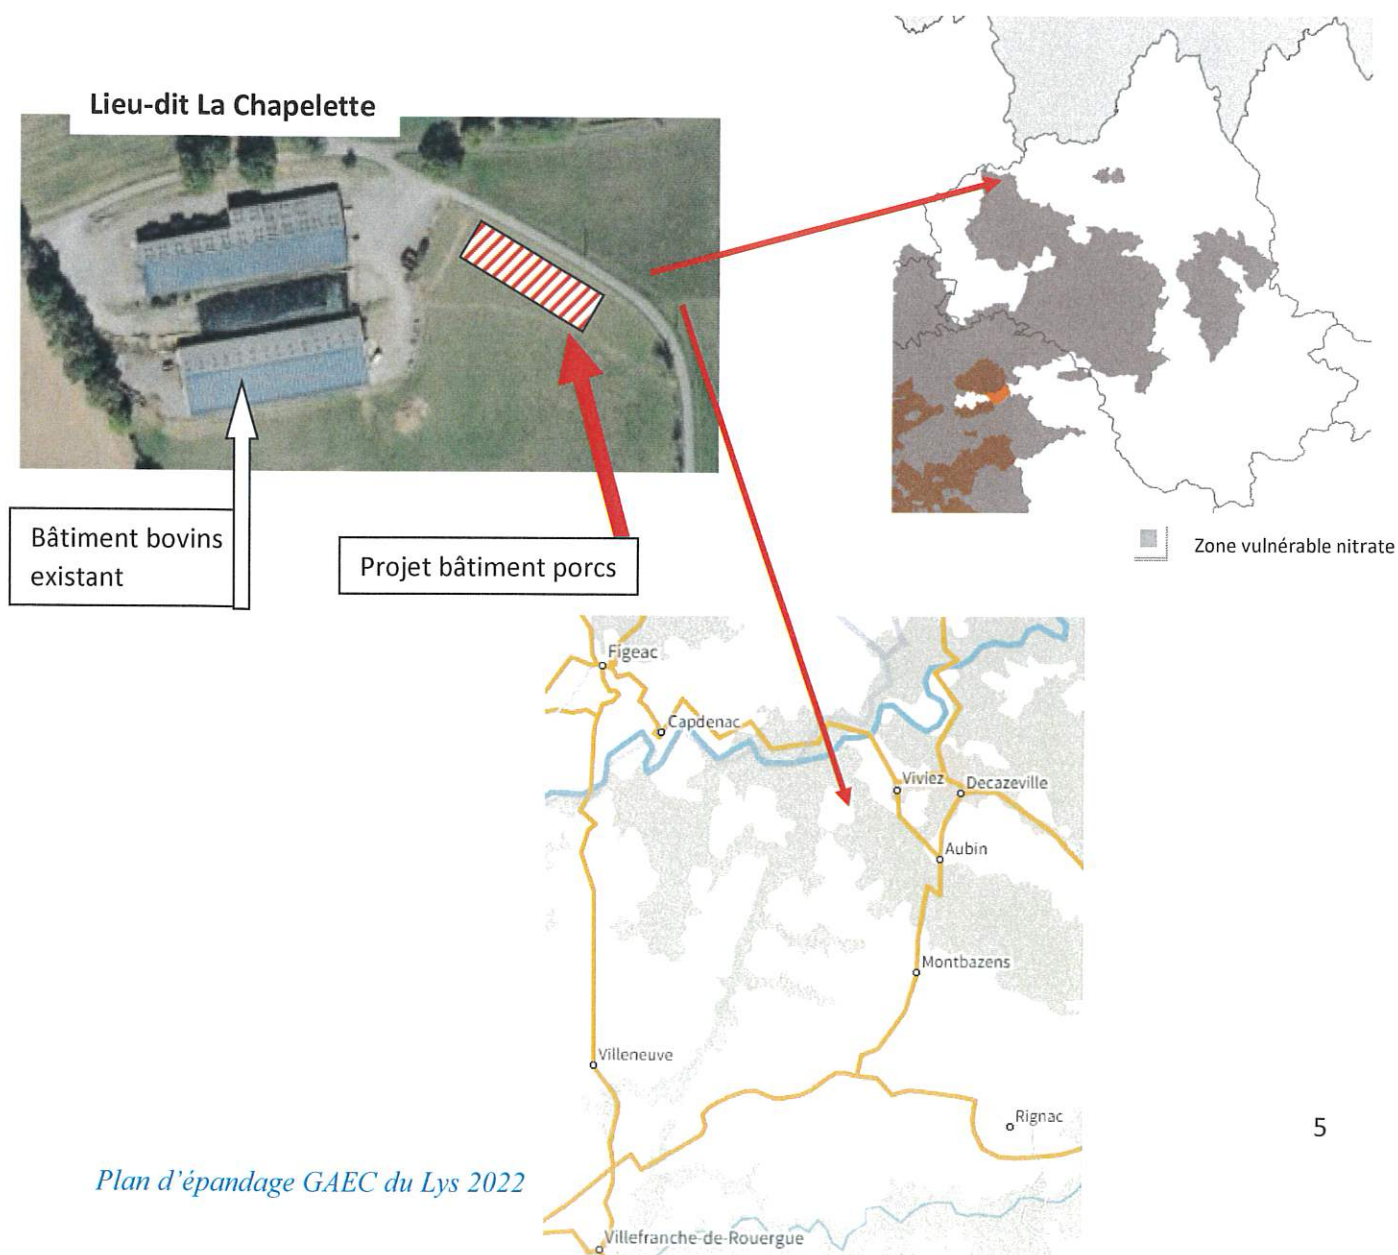 Lieu-dit La Chapelette
Bâtiment bovins
existant
Projet bâtiment porcs
Zone vulnérable nitrate
Figeac
Capdenac
Viviez
Decazeville
Aubin
Montbazens
Villeneuve
Rignac
Villefranche-de-Rouergue
Plan d'épandage GAEC du Lys 2022
5